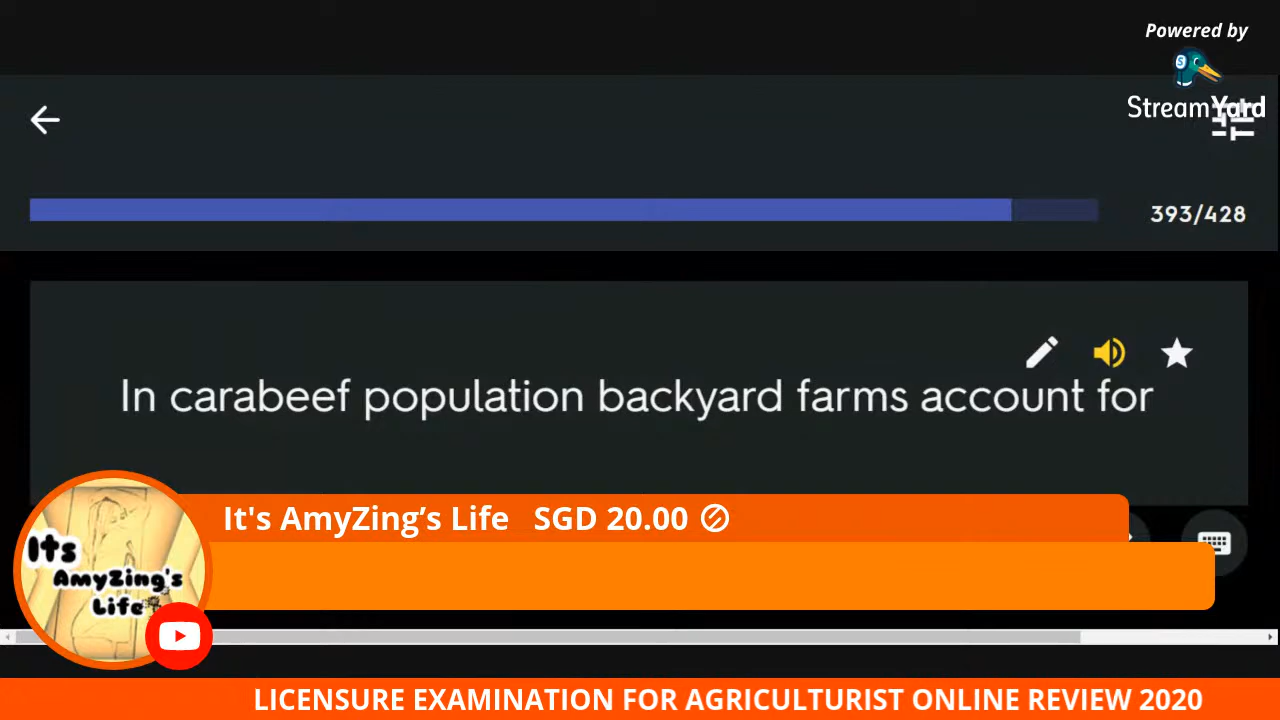 Powered by
StreamYard
393/428
In carabeef population backyard farms account for
It's AmyZing’s Life SGD 20.00
Its
AmyZing's
Life
LICENSURE EXAMINATION FOR AGRICULTURIST ONLINE REVIEW 2020